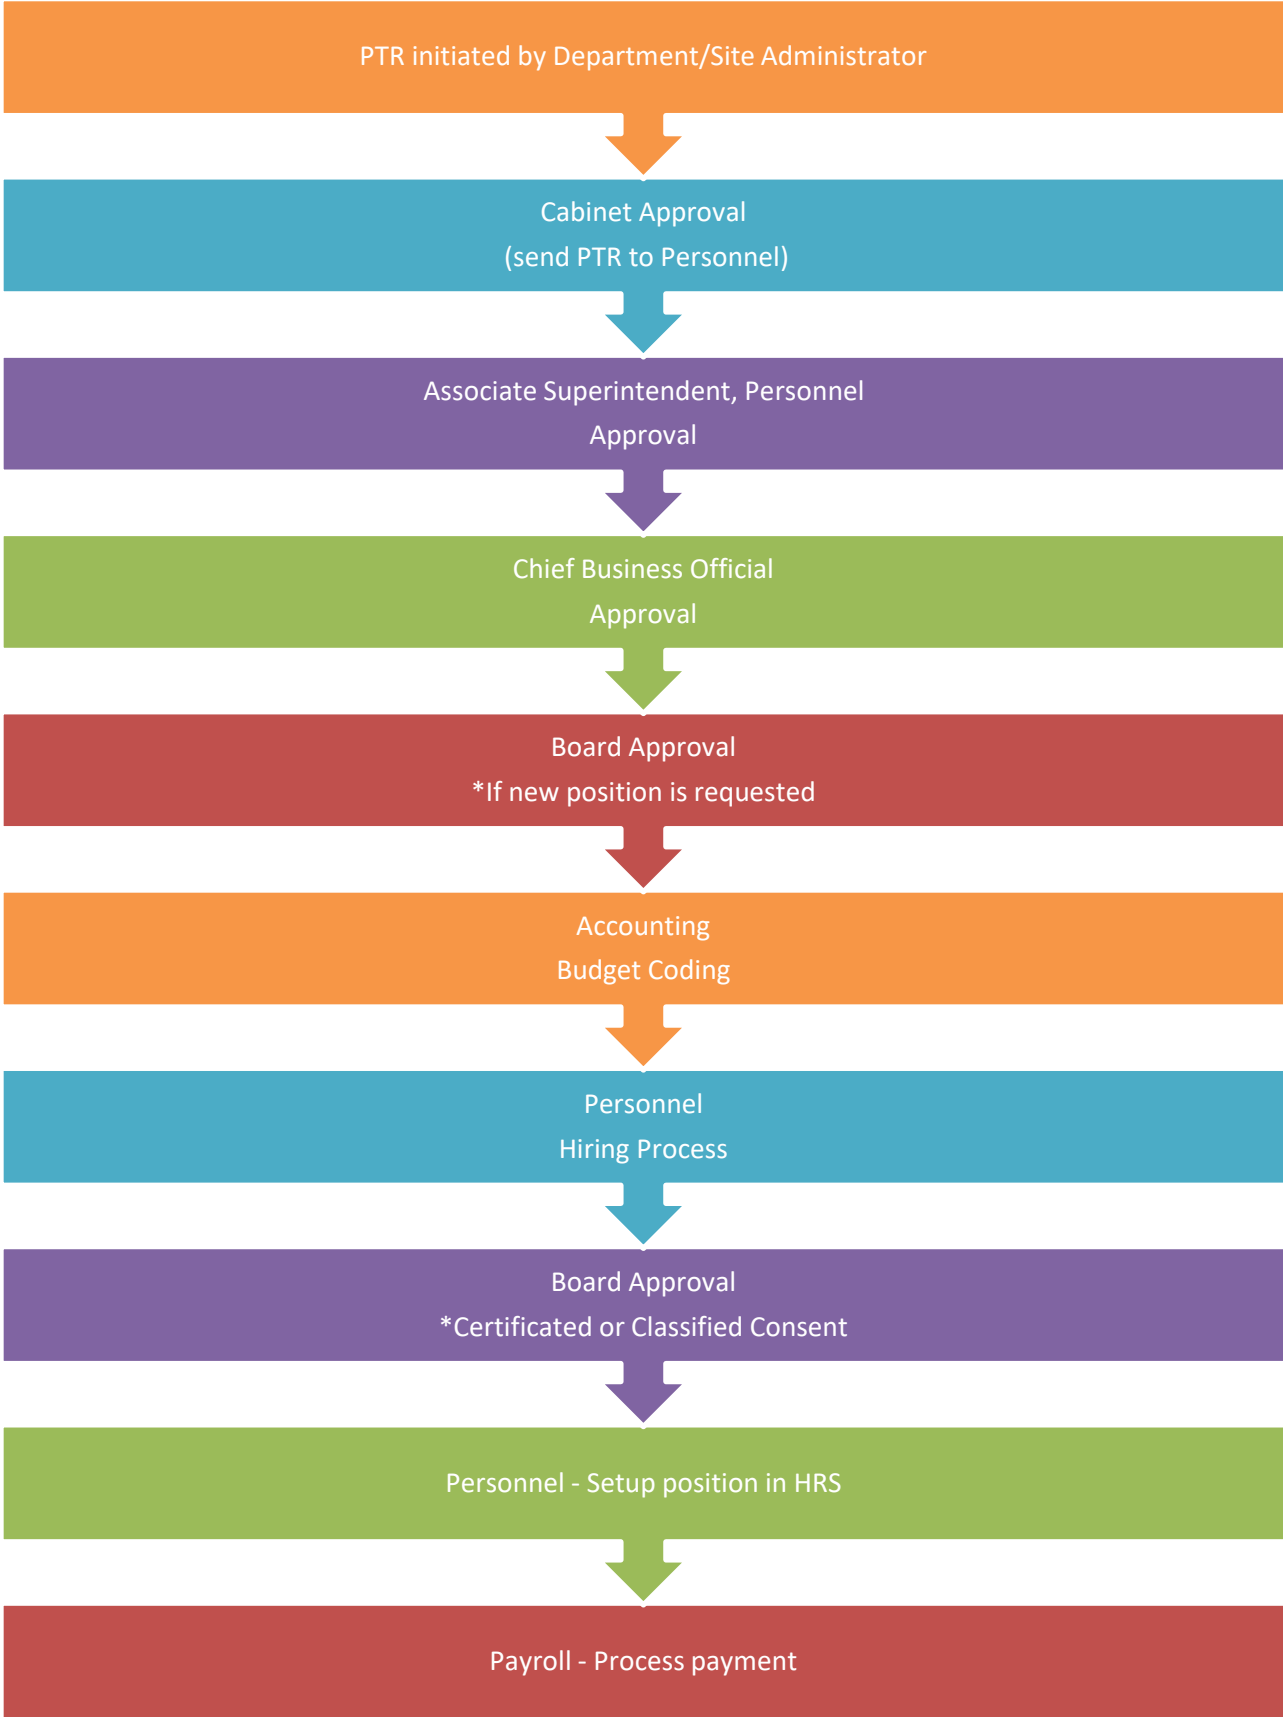 PTR initiated by Department/Site Administrator
Cabinet Approval
(send PTR to Personnel)
Associate Superintendent, Personnel
Approval
Chief Business Official
Approval
Board Approval
*If new position is requested
Accounting
Budget Coding
Personnel
Hiring Process
Board Approval
*Certificated or Classified Consent
Personnel - Setup position in HRS
Payroll - Process payment